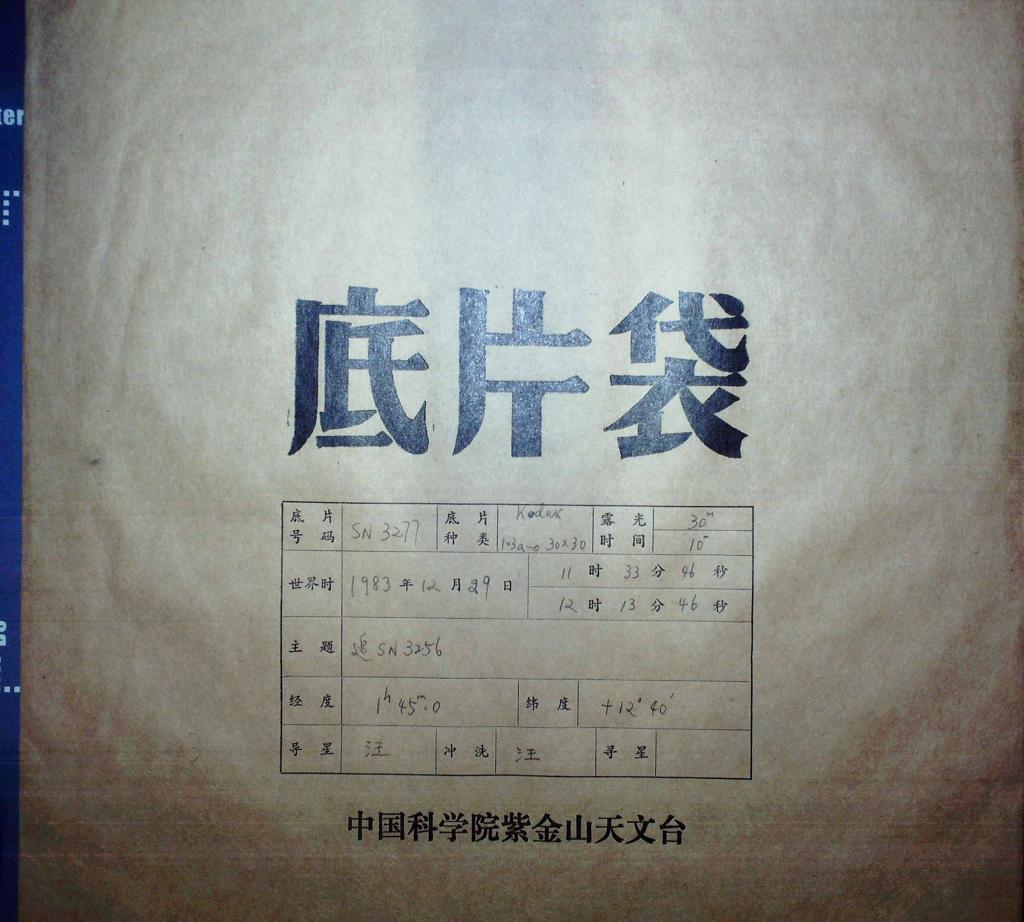 ter
底片袋
底片号码 SN 3277 底片种类 Kodak 103a-o 30×30 露光时间 30m 10m
世界时 1983 年 12 月 29 日 11 时 33 分 46 秒
12 时 13 分 46 秒
主题 追 SN 3256
经度 1h 45m.0 纬度 +12° 40′
导星 汪 冲洗 汪 寻星
中国科学院紫金山天文台